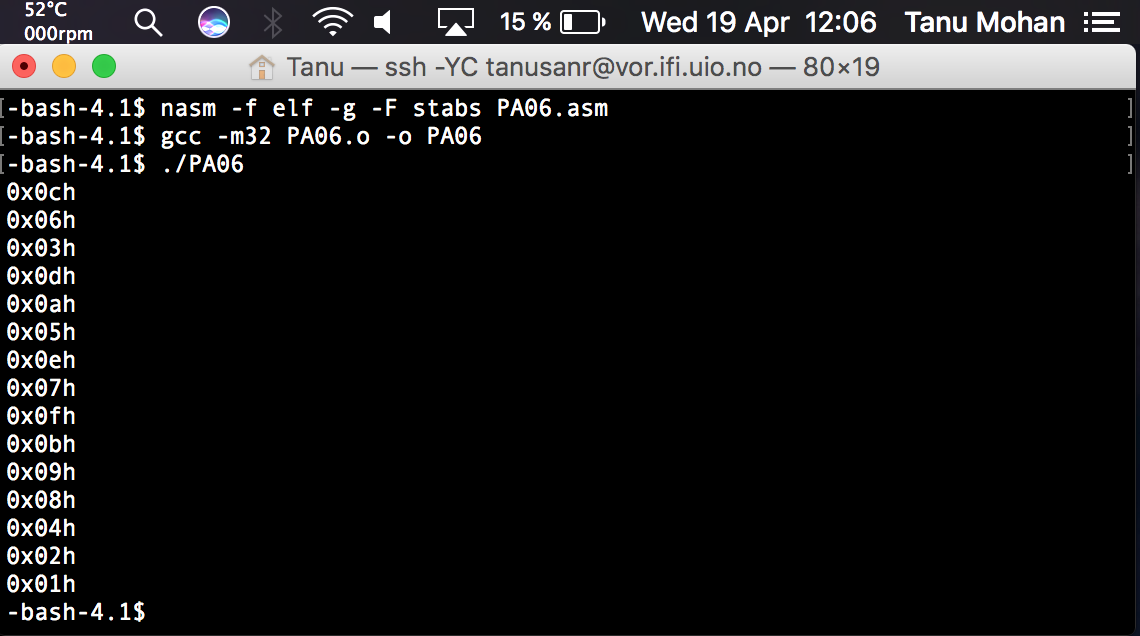 52°C
000rpm
15 %
Wed 19 Apr 12:06
Tanu Mohan
Tanu — ssh -YC tanusanr@vor.ifi.uio.no — 80×19
[-bash-4.1$ nasm -f elf -g -F stabs PA06.asm ]
[-bash-4.1$ gcc -m32 PA06.o -o PA06 ]
[-bash-4.1$ ./PA06 ]
0x0ch
0x06h
0x03h
0x0dh
0x0ah
0x05h
0x0eh
0x07h
0x0fh
0x0bh
0x09h
0x08h
0x04h
0x02h
0x01h
-bash-4.1$